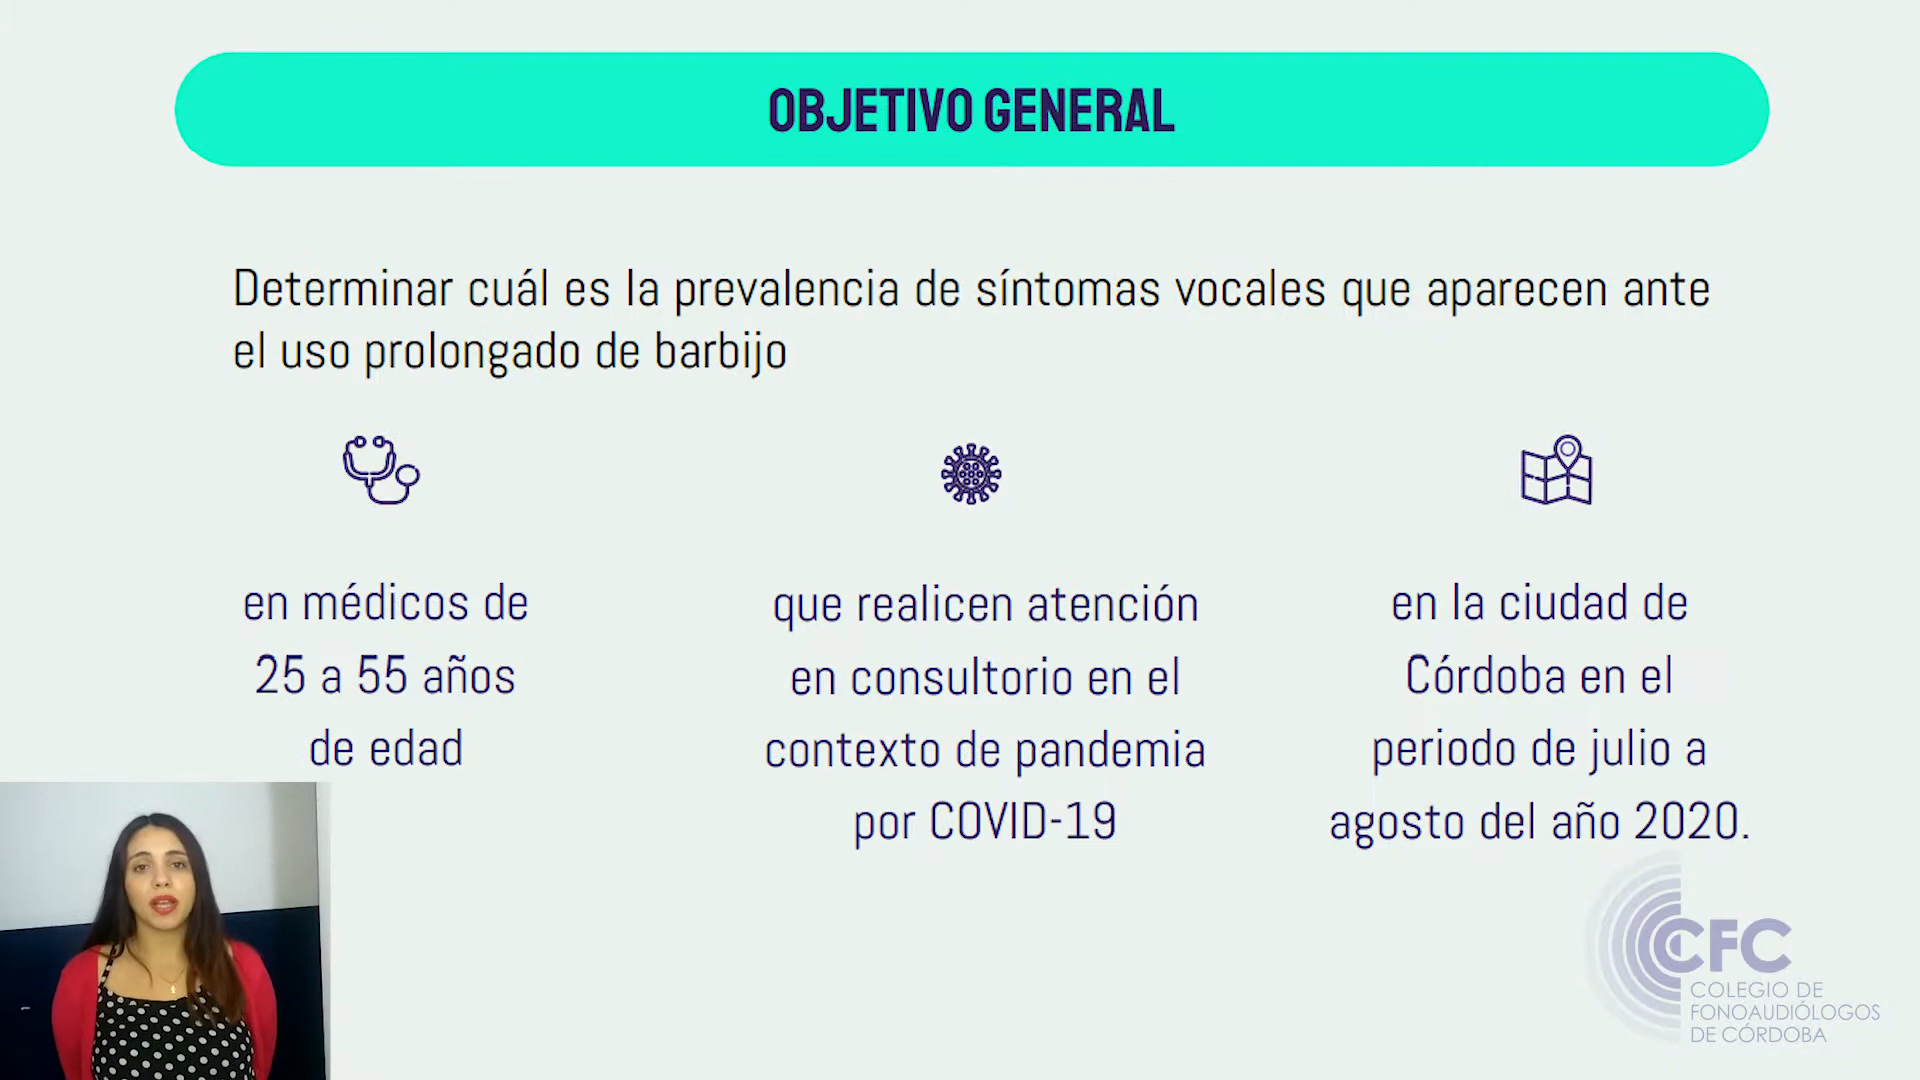 OBJETIVO GENERAL
Determinar cuál es la prevalencia de síntomas vocales que aparecen ante
el uso prolongado de barbijo
en médicos de
25 a 55 años
de edad
que realicen atención
en consultorio en el
contexto de pandemia
por COVID-19
en la ciudad de
Córdoba en el
periodo de julio a
agosto del año 2020.
CFC
COLEGIO DE
FONOAUDIÓLOGOS
DE CÓRDOBA